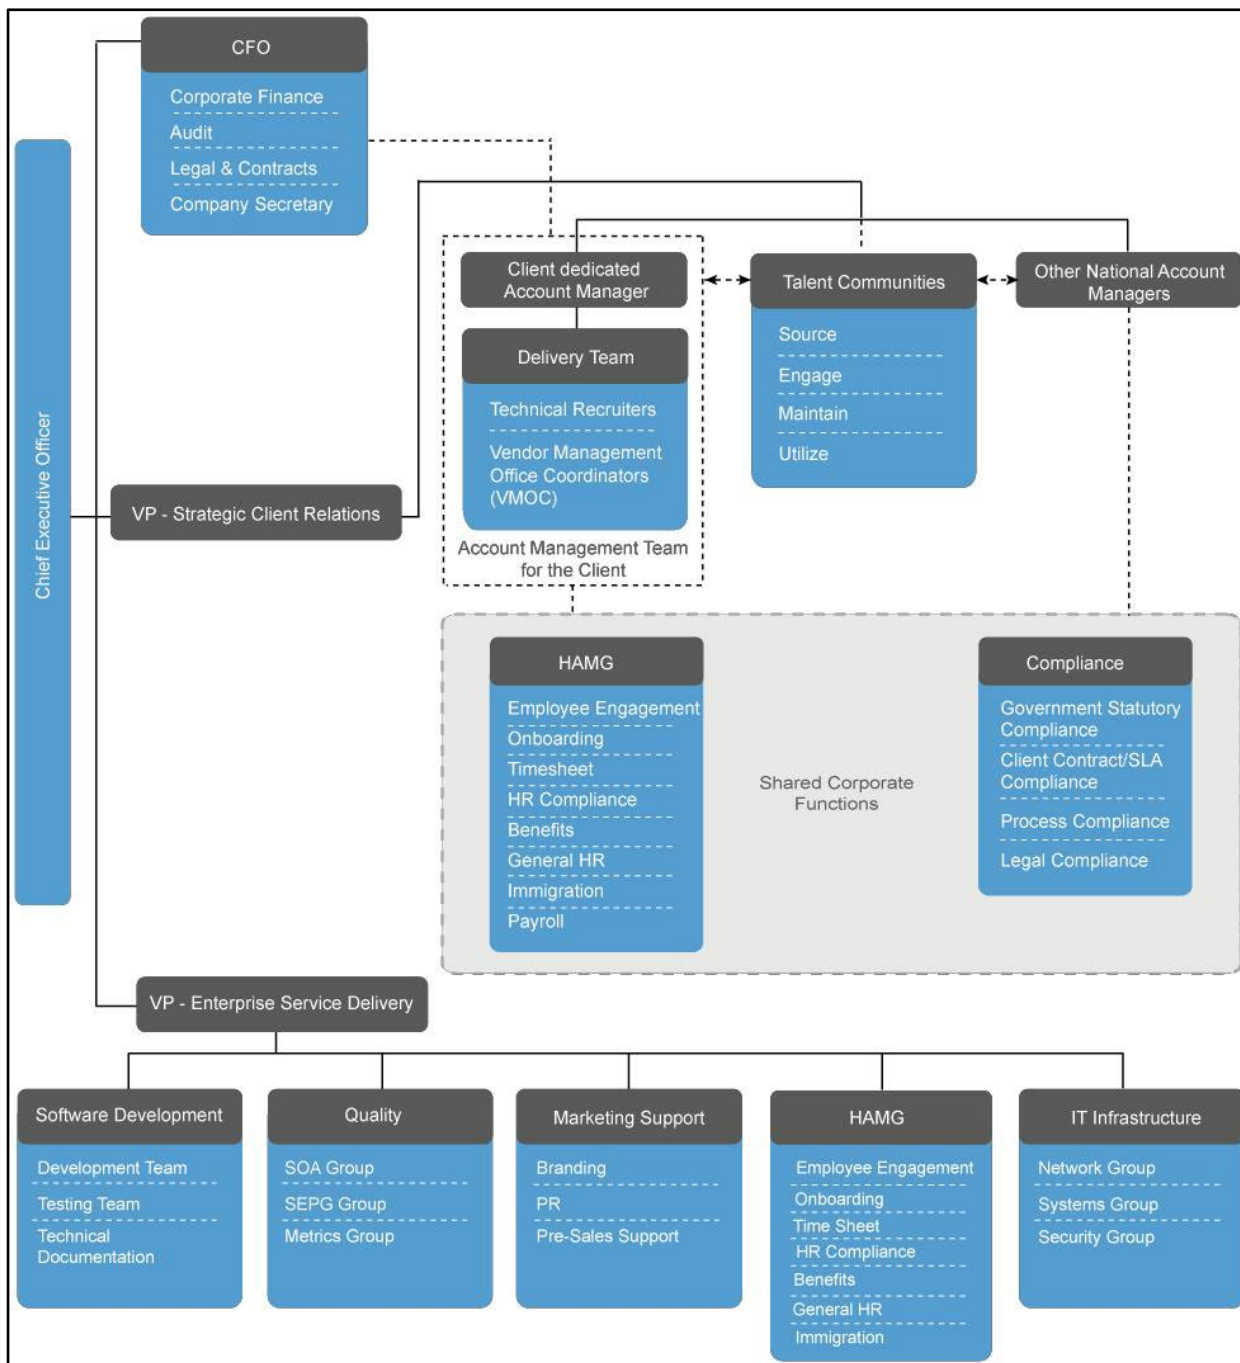 CFO
Corporate Finance
Audit
Legal & Contracts
Company Secretary
Chief Executive Officer
Client dedicated
Account Manager
Delivery Team
Technical Recruiters
Vendor Management
Office Coordinators
(VMOC)
Account Management Team
for the Client
Talent Communities
Source
Engage
Maintain
Utilize
Other National Account
Managers
VP - Strategic Client Relations
HAMG
Employee Engagement
Onboarding
Timesheet
HR Compliance
Benefits
General HR
Immigration
Payroll
Shared Corporate
Functions
Compliance
Government Statutory
Compliance
Client Contract/SLA
Compliance
Process Compliance
Legal Compliance
VP - Enterprise Service Delivery
Software Development
Development Team
Testing Team
Technical
Documentation
Quality
SOA Group
SEPG Group
Metrics Group
Marketing Support
Branding
PR
Pre-Sales Support
HAMG
Employee Engagement
Onboarding
Time Sheet
HR Compliance
Benefits
General HR
Immigration
IT Infrastructure
Network Group
Systems Group
Security Group